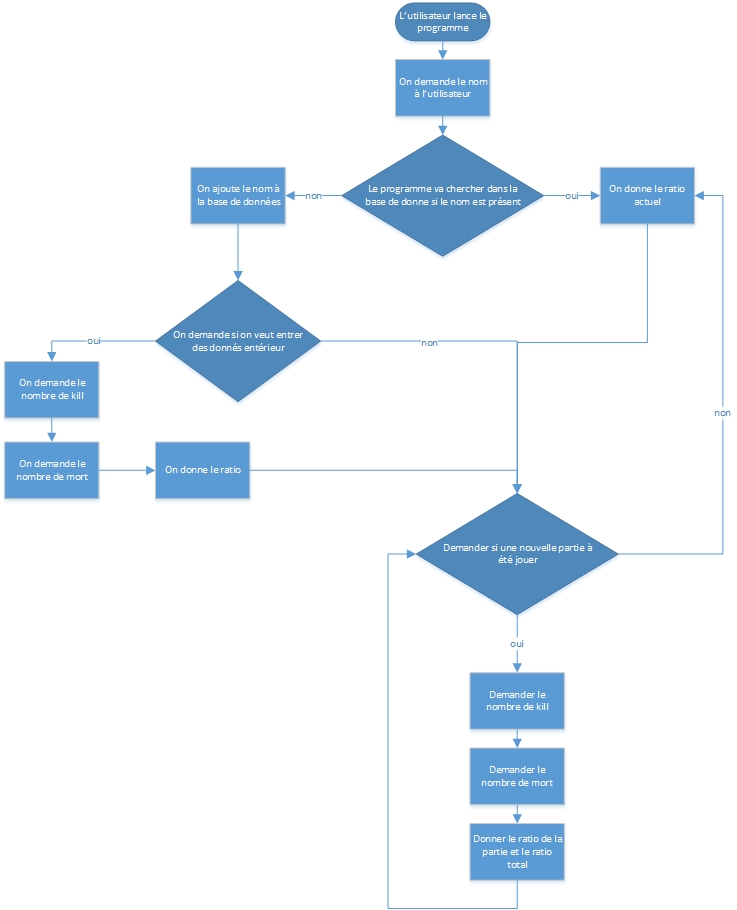 L'utilisateur lance le
programme
On demande le nom
à l'utilisateur
Le programme va chercher dans la
base de donne si le nom est présent
non
oui
On ajoute le nom à
la base de données
On donne le ratio
actuel
On demande si on veut entrer
des donnés entérieur
oui
non
On demande le
nombre de kill
non
On demande le
nombre de mort
On donne le ratio
Demander si une nouvelle partie à
été jouer
oui
Demander le
nombre de kill
Demander le
nombre de mort
Donner le ratio de la
partie et le ratio
total